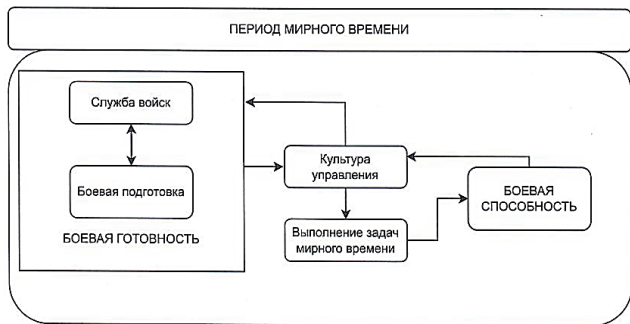 ПЕРИОД МИРНОГО ВРЕМЕНИ
Служба войск
Боевая подготовка
БОЕВАЯ ГОТОВНОСТЬ
Культура
управления
Выполнение задач
мирного времени
БОЕВАЯ
СПОСОБНОСТЬ